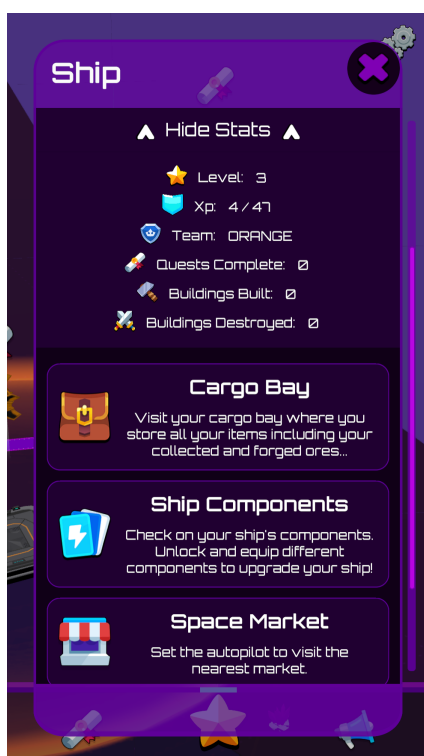 Ship
Hide Stats
Level: 3
Xp: 4/47
Team: ORANGE
Quests Complete: 0
Buildings Built: 0
Buildings Destroyed: 0
Cargo Bay
Visit your cargo bay where you
store all your items including your
collected and forged ores...
Ship Components
Check on your ship's components.
Unlock and equip different
components to upgrade your ship!
Space Market
Set the autopilot to visit the
nearest market.